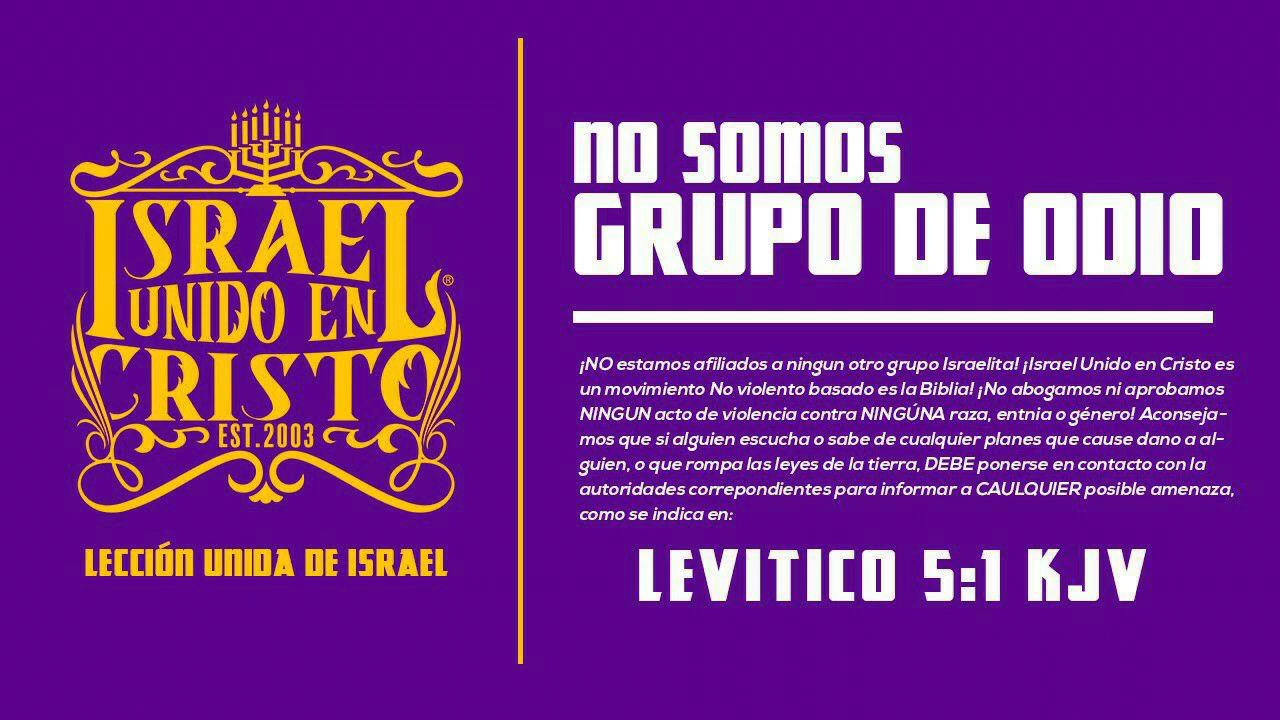 ISRAEL
UNIDO EN
CRISTO
EST.2003
®
LECCIÓN UNIDA DE ISRAEL
NO SOMOS
GRUPO DE ODIO
¡NO estamos afiliados a ningun otro grupo Israelita! ¡Israel Unido en Cristo es
un movimiento No violento basado es la Biblia! ¡No abogamos ni aprobamos
NINGUN acto de violencia contra NINGÚNA raza, entnia o género! Aconseja-
mos que si alguien escucha o sabe de cualquier planes que cause dano a al-
guien, o que rompa las leyes de la tierra, DEBE ponerse en contacto con la
autoridades correpondientes para informar a CAULQUIER posible amenaza,
como se indica en:
LEVITICO 5:1 KJV